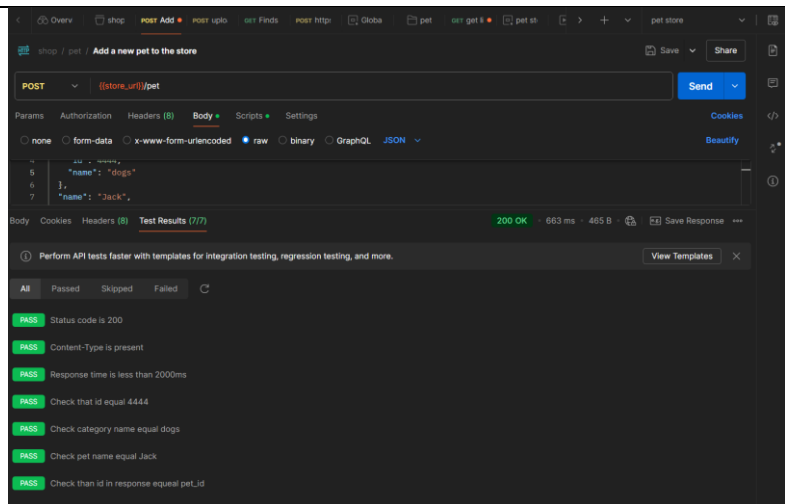 Overv shop POST Add POST uplo GET Finds POST http: Globa pet GET get li pet st pet store
shop / pet / Add a new pet to the store Save Share
POST {{store_url}}/pet Send
Params Authorization Headers (8) Body Scripts Settings Cookies
none form-data x-www-form-urlencoded raw binary GraphQL JSON Beautify
4 "id": 4444,
5 "name": "dogs"
6 },
7 "name": "Jack",
Body Cookies Headers (8) Test Results (7/7) 200 OK 663 ms 465 B Save Response
Perform API tests faster with templates for integration testing, regression testing, and more. View Templates
All Passed Skipped Failed
PASS Status code is 200
PASS Content-Type is present
PASS Response time is less than 2000ms
PASS Check that id equal 4444
PASS Check category name equal dogs
PASS Check pet name equal Jack
PASS Check than id in response equeal pet_id